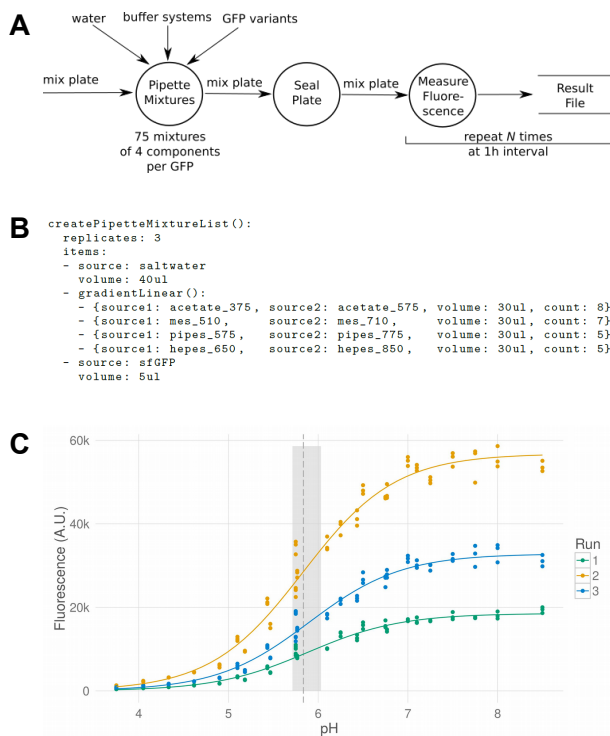 A
water
buffer systems
GFP variants
mix plate
Pipette
Mixtures
mix plate
Seal
Plate
mix plate
Measure
Fluore-
scence
Result
File
75 mixtures
of 4 components
per GFP
repeat N times
at 1h interval
B
createPipetteMixtureList():
replicates: 3
items:
- source: saltwater
volume: 40ul
- gradientLinear():
- {source1: acetate_375, source2: acetate_575, volume: 30ul, count: 8}
- {source1: mes_510, source2: mes_710, volume: 30ul, count: 7}
- {source1: pipes_575, source2: pipes_775, volume: 30ul, count: 5}
- {source1: hepes_650, source2: hepes_850, volume: 30ul, count: 5}
- source: sfGFP
volume: 5ul
C
60k
40k
20k
0
Fluorescence (A.U.)
4
5
6
7
8
pH
Run
1
2
3